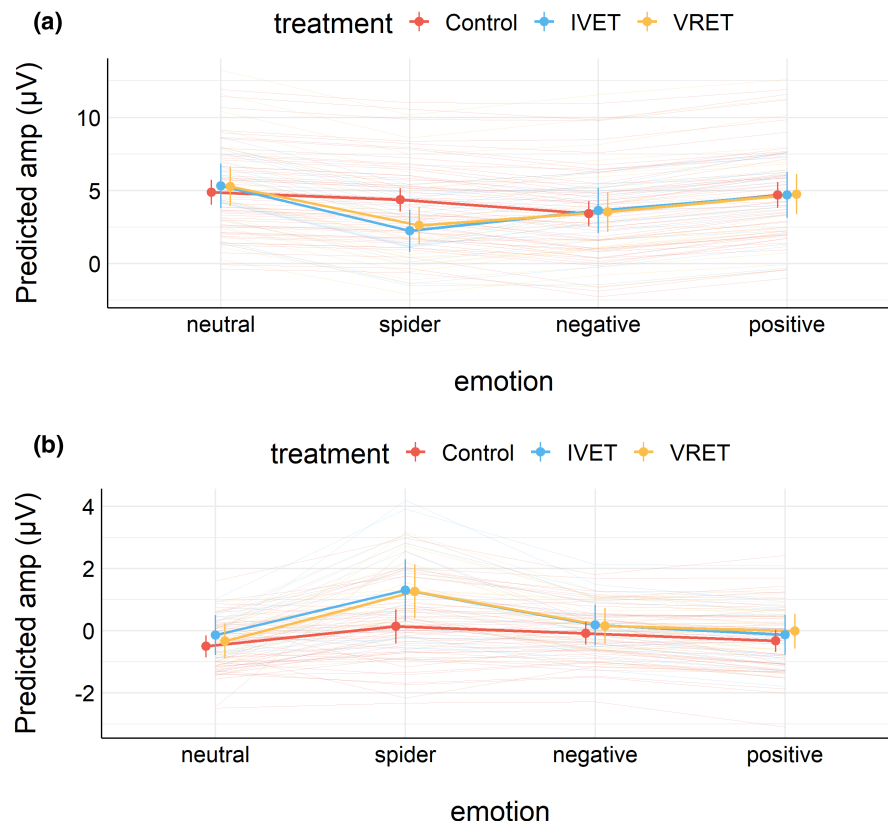 (a)
treatment Control IVET VRET
Predicted amp (µV)
10
5
0
neutral spider negative positive
emotion
(b)
treatment Control IVET VRET
Predicted amp (µV)
4
2
0
-2
neutral spider negative positive
emotion